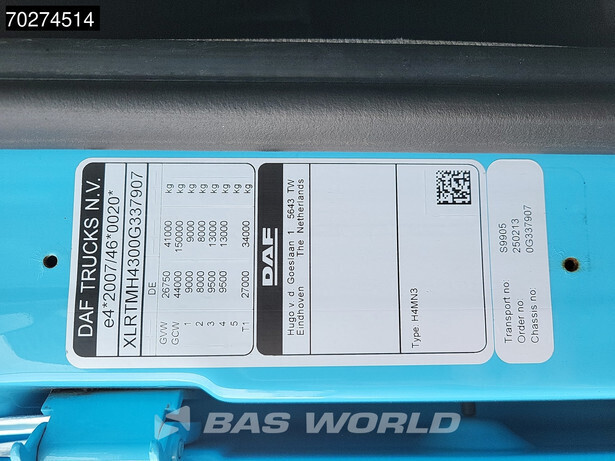 70274514
DAF TRUCKS N.V.
e4*2007/46*0020*
XLRTMH4300G337907
DE
GVW 26750 41000 kg
GCW 44000 150000 kg
1 9000 9000 kg
2 8000 8000 kg
3 9500 13000 kg
4 9500 13000 kg
5
T1 27000 34000 kg
DAF
Hugo v d Goeslaan 1 5643 TW
Eindhoven The Netherlands
Type H4MN3
Transport no S9905
Order no 250213
Chassis no 0G337907
BAS WORLD